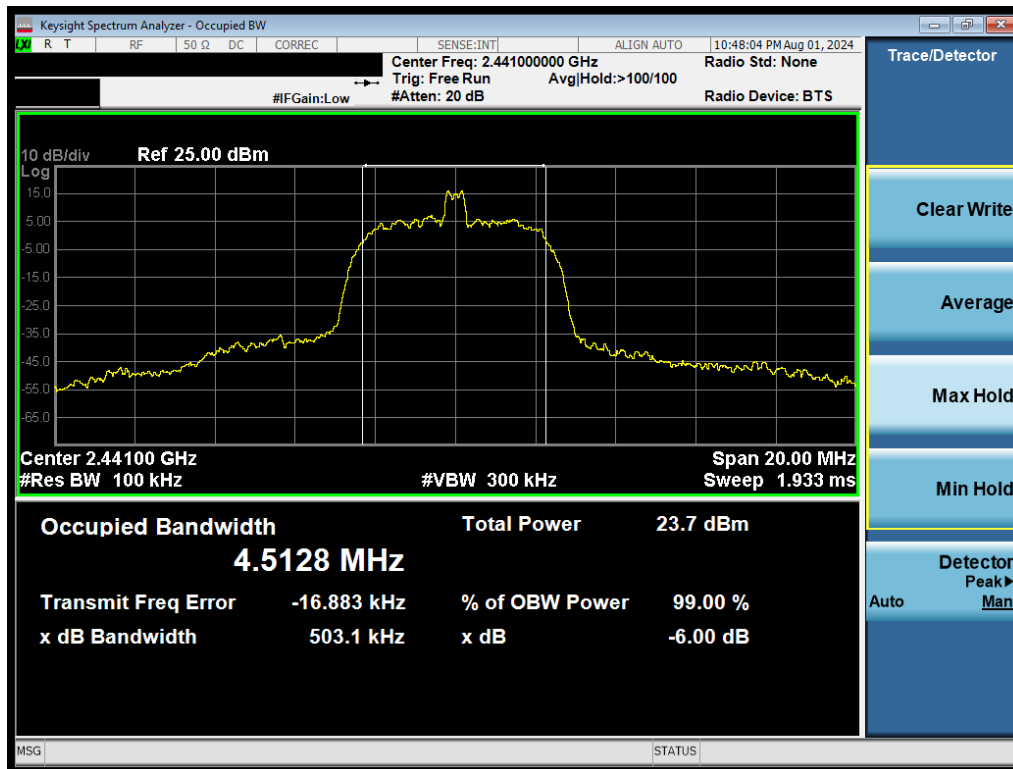 Keysight Spectrum Analyzer - Occupied BW
LXI R T RF 50 Ω DC CORREC SENSE:INT ALIGN AUTO 10:48:04 PM Aug 01, 2024
Center Freq: 2.441000000 GHz Radio Std: None
Trig: Free Run Avg|Hold:>100/100
#IFGain:Low #Atten: 20 dB Radio Device: BTS
Trace/Detector
10 dB/div Ref 25.00 dBm
Log
15.0
5.00
-5.00
-15.0
-25.0
-35.0
-45.0
-55.0
-65.0
Center 2.44100 GHz Span 20.00 MHz
#Res BW 100 kHz #VBW 300 kHz Sweep 1.933 ms
Occupied Bandwidth Total Power 23.7 dBm
4.5128 MHz
Transmit Freq Error -16.883 kHz % of OBW Power 99.00 %
x dB Bandwidth 503.1 kHz x dB -6.00 dB
Clear Write
Average
Max Hold
Min Hold
Detector
Peak▶
Auto Man
MSG STATUS